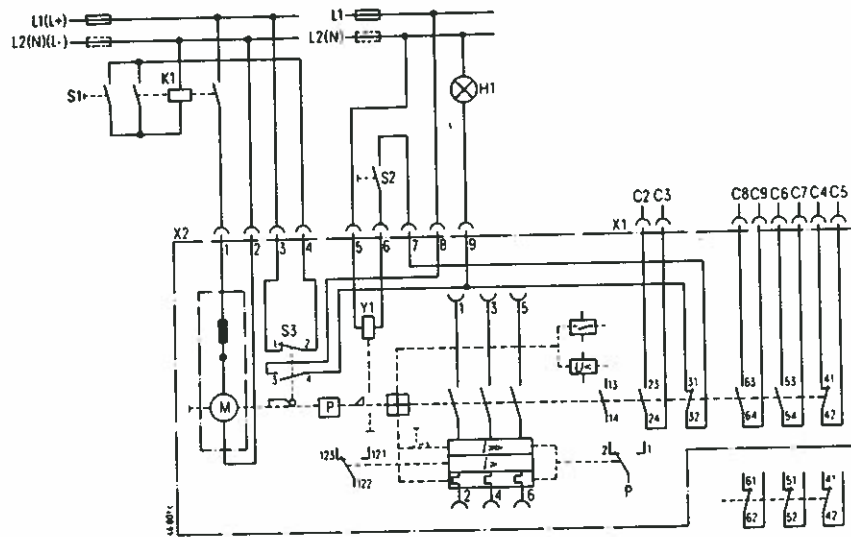 L1(L+)
L1
L2(N)(L-)
L2(N)
K1
S1
H1
S2
C2 C3
C8 C9 C6 C7 C4 C5
X2
X1
1 2 3 4 5 6 7 8 9
1 3 5
Y1
S3
1 2
3 4
U<
M
P
13
23
31
63
53
41
14
24
32
64
54
42
123
121
122
I>>
I>
2 1
P
2 4 6
61 51 41
62 52 42